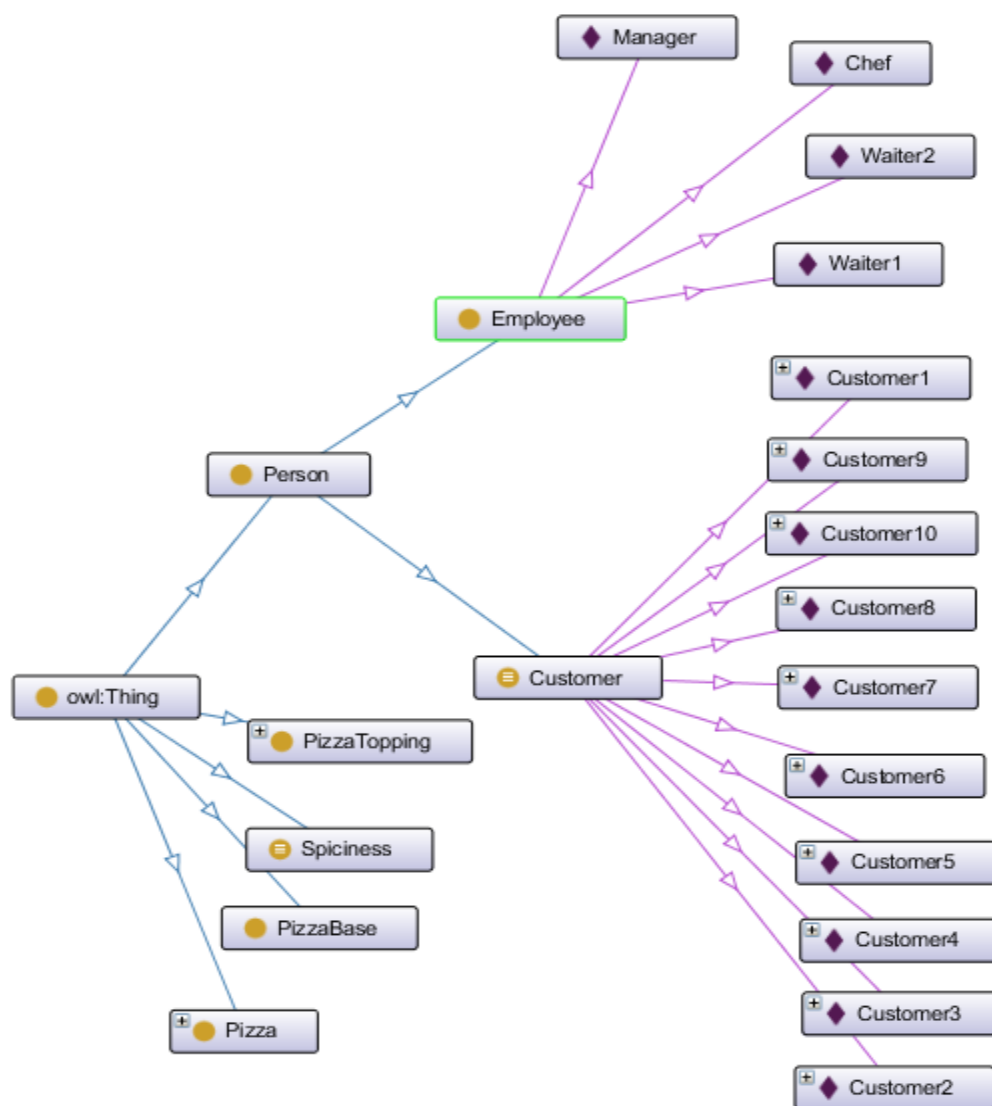 Manager
Chef
Waiter2
Waiter1
Employee
Customer1
Customer9
Person
Customer10
Customer8
Customer
Customer7
owl:Thing
PizzaTopping
Customer6
Spiciness
Customer5
PizzaBase
Customer4
Customer3
Pizza
Customer2